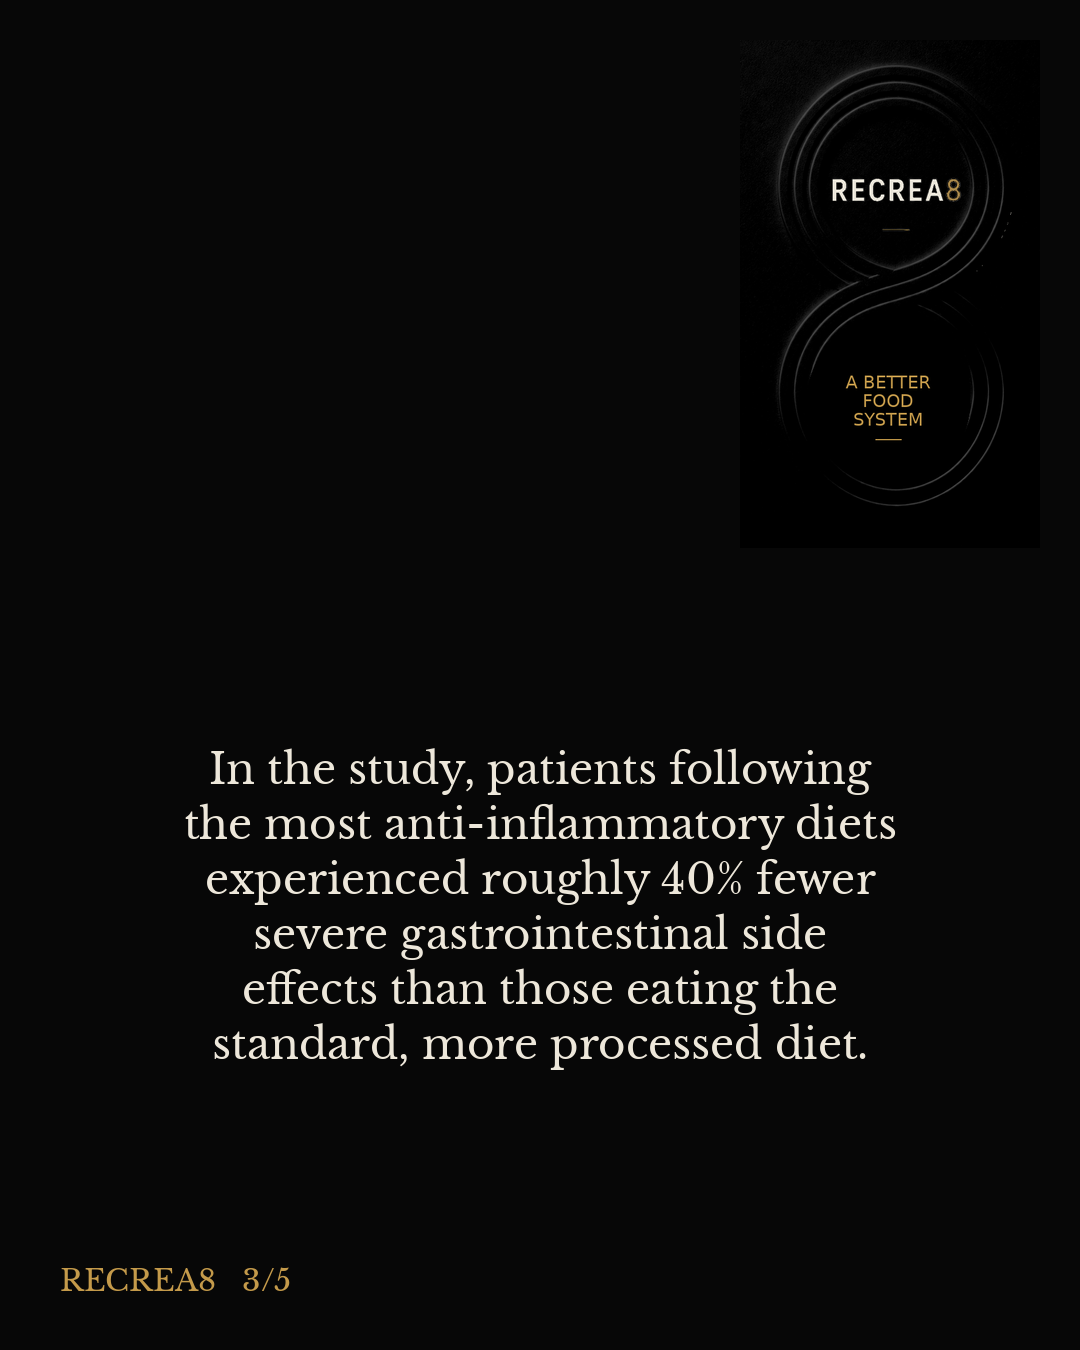 RECREA8
A BETTER
FOOD
SYSTEM
In the study, patients following
the most anti-inflammatory diets
experienced roughly 40% fewer
severe gastrointestinal side
effects than those eating the
standard, more processed diet.
RECREA8 3/5